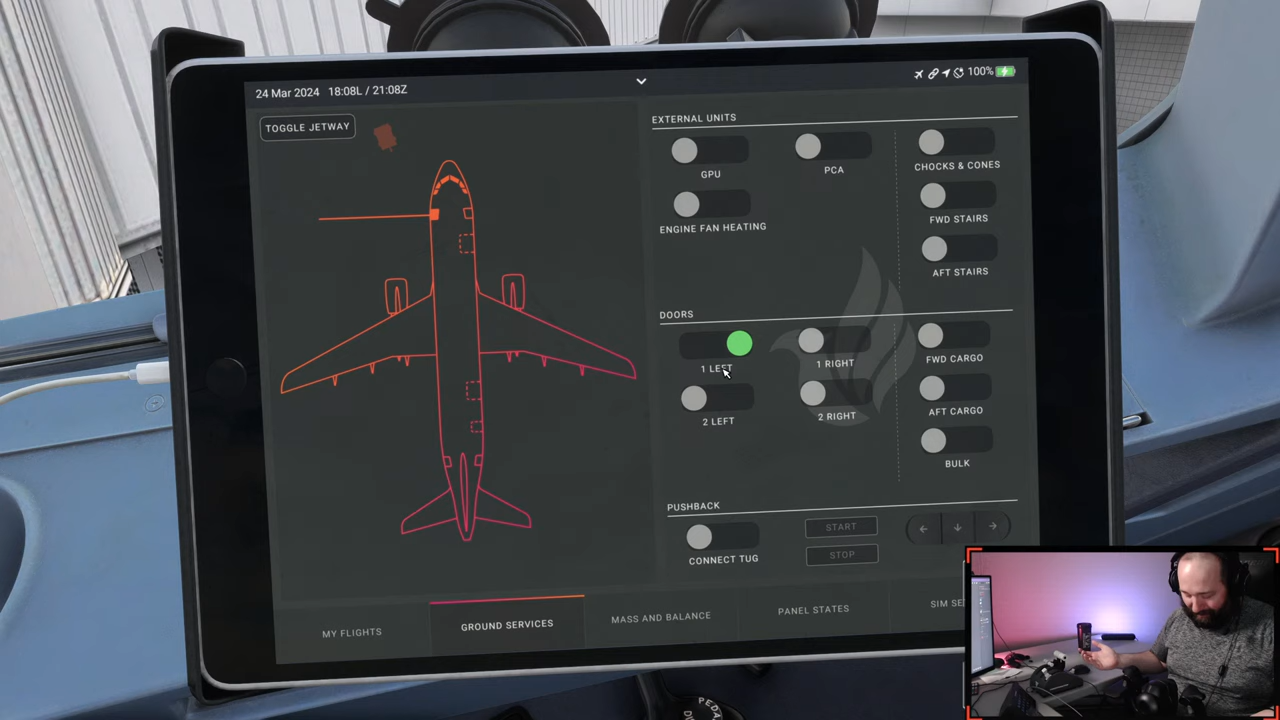 24 Mar 2024 18:08L / 21:08Z
100%
TOGGLE JETWAY
EXTERNAL UNITS
GPU
PCA
CHOCKS & CONES
ENGINE FAN HEATING
FWD STAIRS
AFT STAIRS
DOORS
1 LEFT
1 RIGHT
FWD CARGO
2 LEFT
2 RIGHT
AFT CARGO
BULK
PUSHBACK
CONNECT TUG
START
STOP
MY FLIGHTS
GROUND SERVICES
MASS AND BALANCE
PANEL STATES
SIM